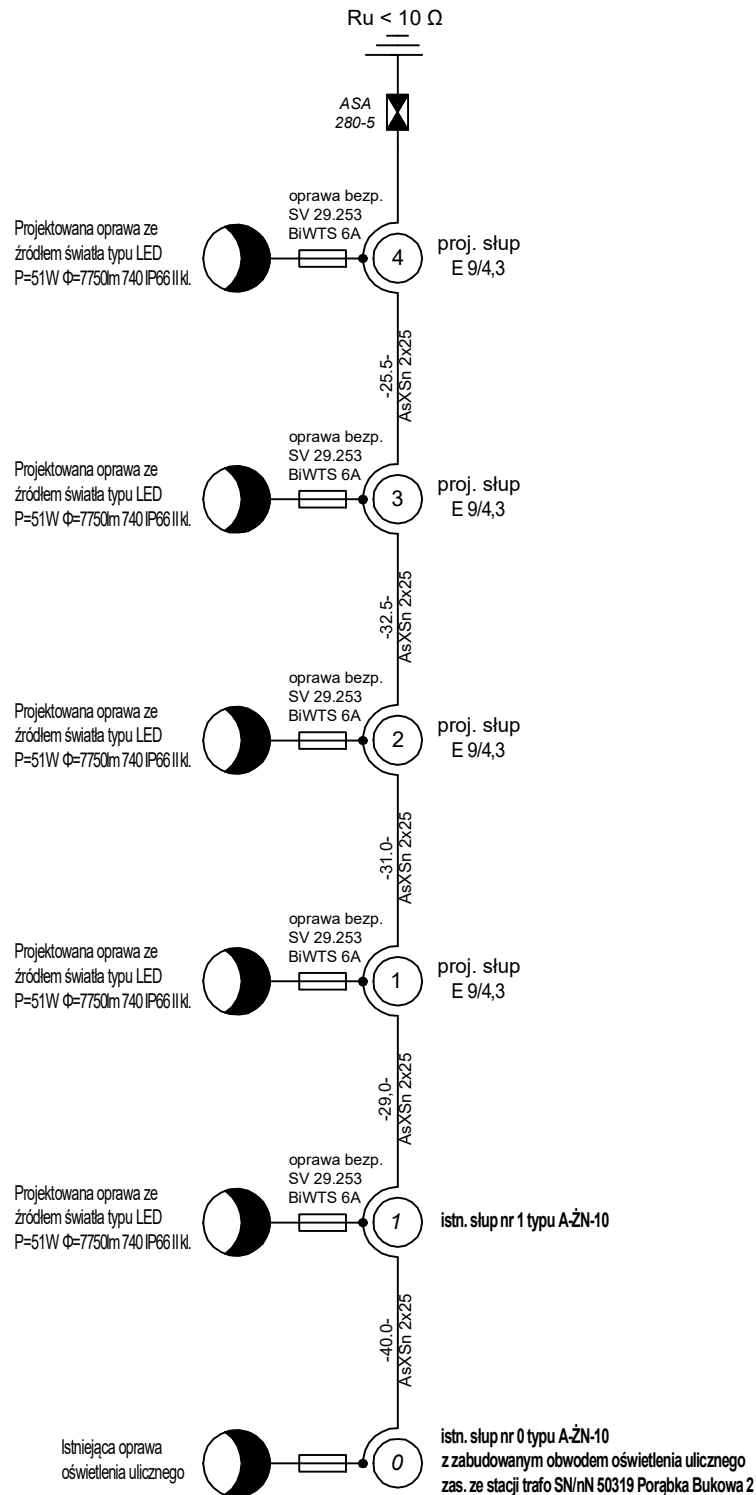 Ru < 10 Ω
ASA
280-5
oprawa bezp.
SV 29.253
BiWTS 6A
Projektowana oprawa ze
źródłem światła typu LED
P=51W Φ=7750lm 740 IP66 II kl.
4
proj. słup
E 9/4,3
-25.5-
AsXSn 2x25
oprawa bezp.
SV 29.253
BiWTS 6A
Projektowana oprawa ze
źródłem światła typu LED
P=51W Φ=7750lm 740 IP66 II kl.
3
proj. słup
E 9/4,3
-32.5-
AsXSn 2x25
oprawa bezp.
SV 29.253
BiWTS 6A
Projektowana oprawa ze
źródłem światła typu LED
P=51W Φ=7750lm 740 IP66 II kl.
2
proj. słup
E 9/4,3
-31.0-
AsXSn 2x25
oprawa bezp.
SV 29.253
BiWTS 6A
Projektowana oprawa ze
źródłem światła typu LED
P=51W Φ=7750lm 740 IP66 II kl.
1
proj. słup
E 9/4,3
-29,0-
AsXSn 2x25
oprawa bezp.
SV 29.253
BiWTS 6A
Projektowana oprawa ze
źródłem światła typu LED
P=51W Φ=7750lm 740 IP66 II kl.
1
istn. słup nr 1 typu A-ŻN-10
-40.0-
AsXSn 2x25
Istniejąca oprawa
oświetlenia ulicznego
0
istn. słup nr 0 typu A-ŻN-10
z zabudowanym obwodem oświetlenia ulicznego
zas. ze stacji trafo SN/nN 50319 Porąbka Bukowa 2